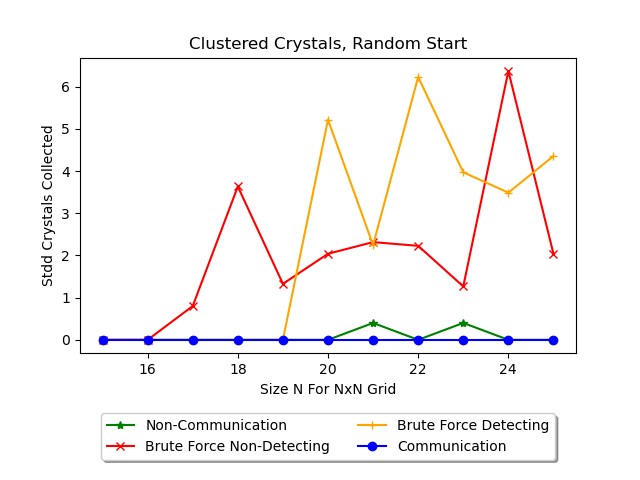 Clustered Crystals, Random Start
6
5
4
3
2
1
0
Stdd Crystals Collected
16 18 20 22 24
Size N For NxN Grid
Non-Communication Brute Force Detecting
Brute Force Non-Detecting Communication